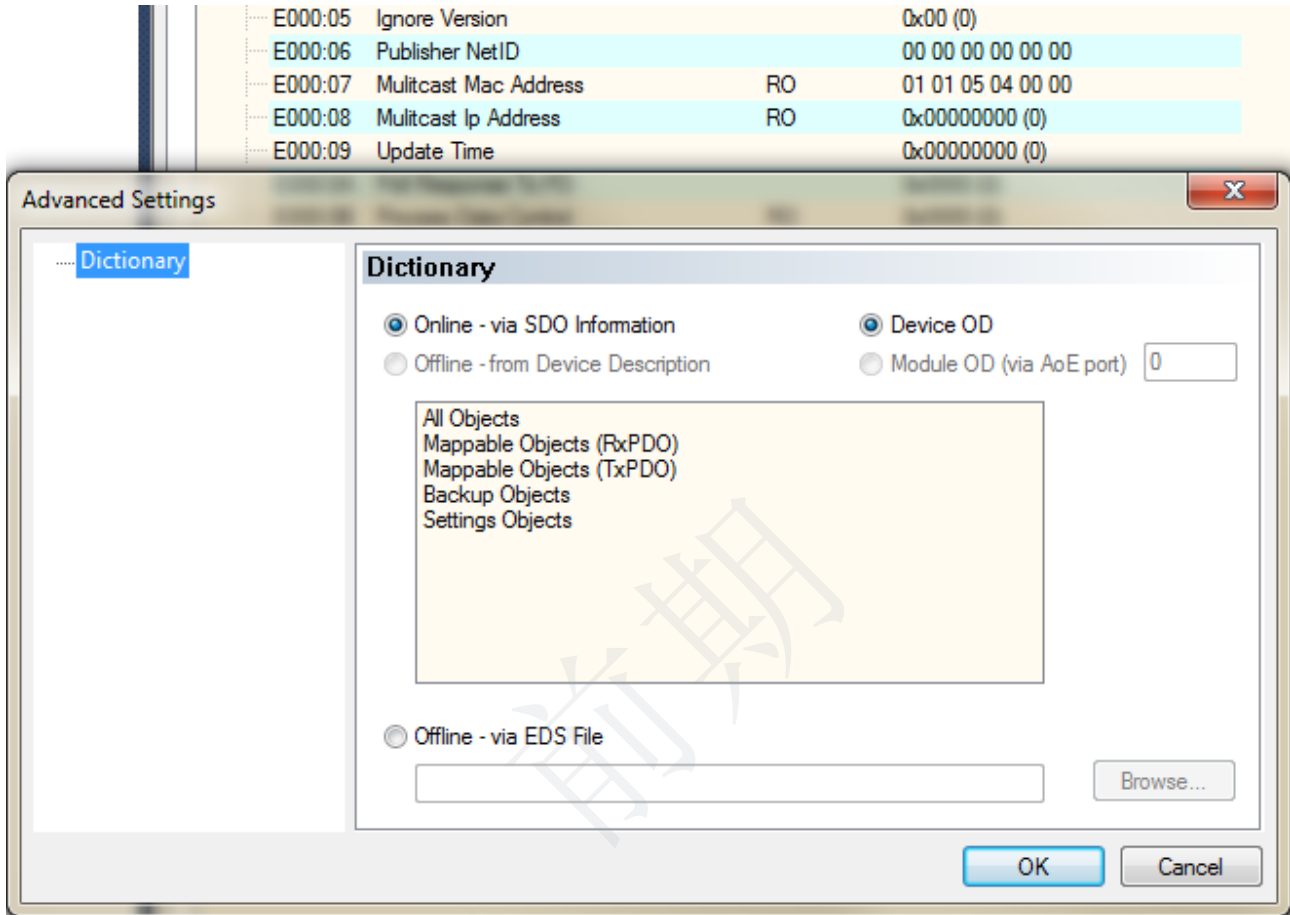 E000:05 Ignore Version 0x00 (0)
E000:06 Publisher NetID 00 00 00 00 00 00
E000:07 Mulitcast Mac Address RO 01 01 05 04 00 00
E000:08 Mulitcast Ip Address RO 0x00000000 (0)
E000:09 Update Time 0x00000000 (0)
Advanced Settings
Dictionary
Dictionary
Online - via SDO Information Device OD
Offline - from Device Description Module OD (via AoE port) 0
All Objects
Mappable Objects (RxPDO)
Mappable Objects (TxPDO)
Backup Objects
Settings Objects
前期
Offline - via EDS File
Browse...
OK Cancel